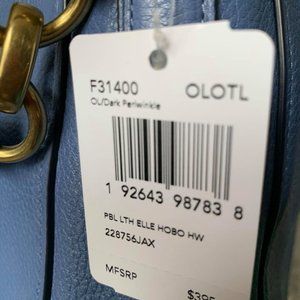 F31400 OLOTL
OL/Dark Periwinkle
1 92643 98783 8
PBL LTH ELLE HOBO HW
228756JAX
MFSRP